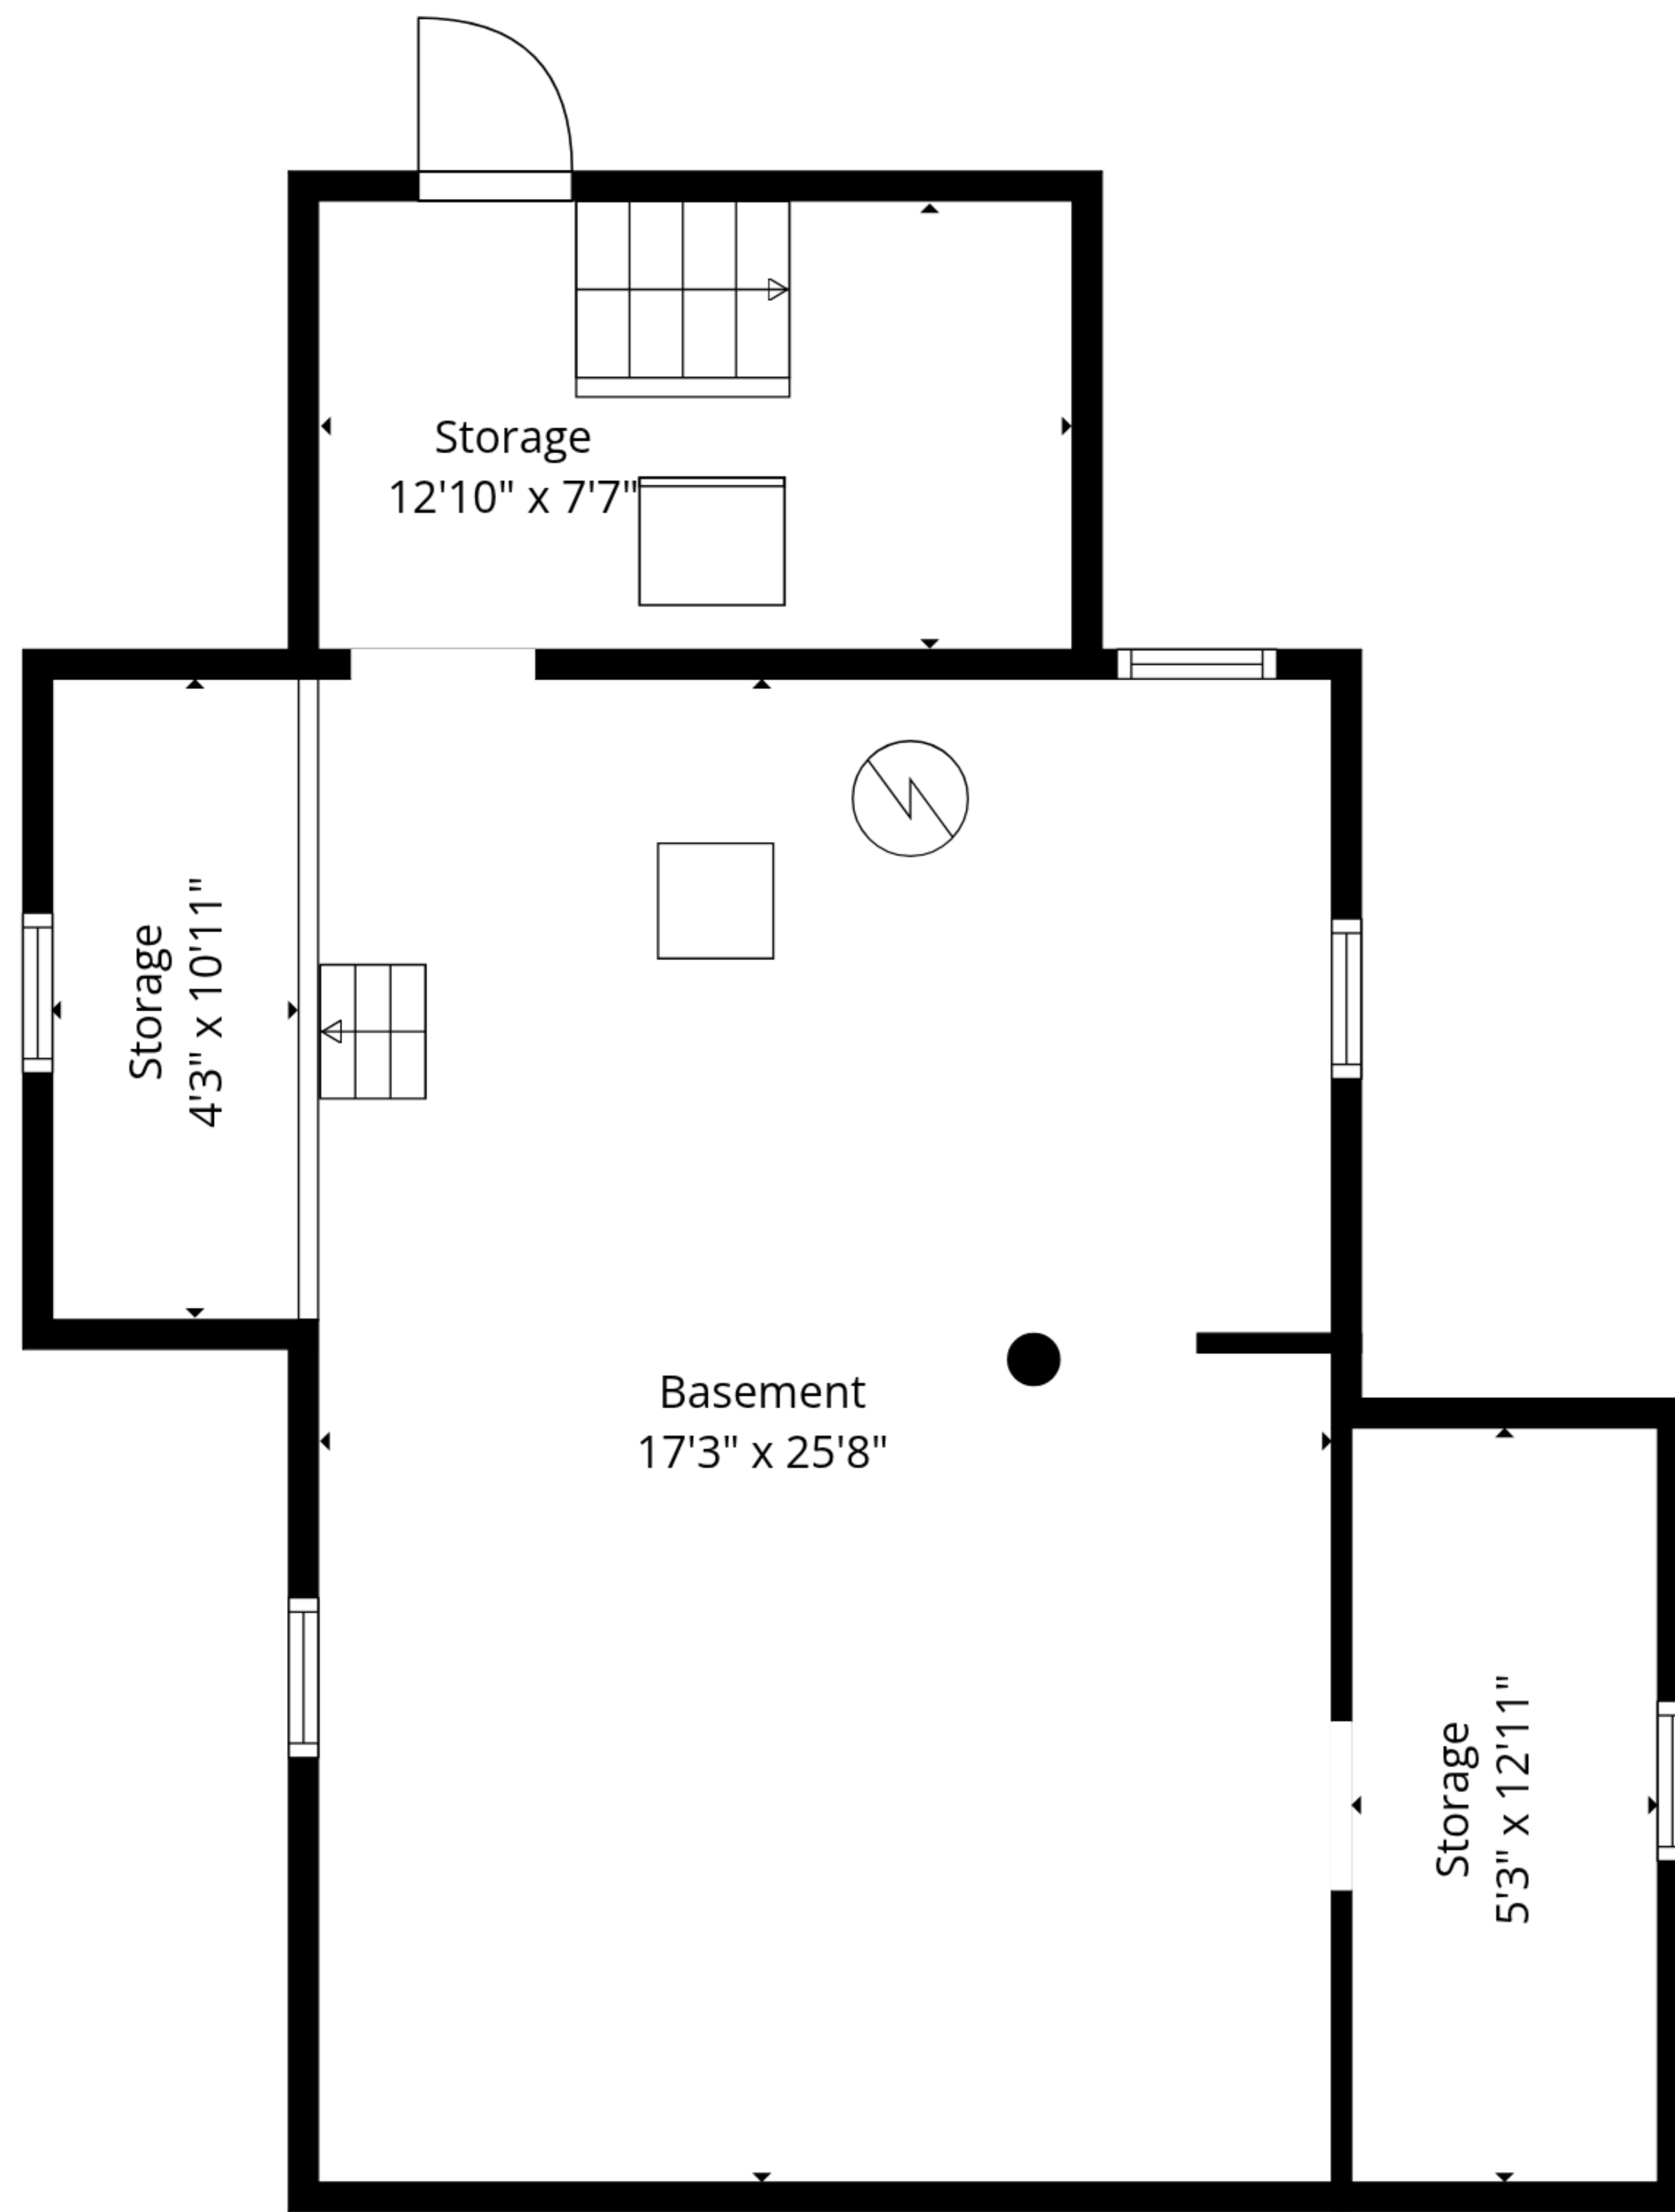 Storage
12'10" x 7'7"
Storage
4'3" x 10'11"
Basement
17'3" x 25'8"
Storage
5'3" x 12'11"